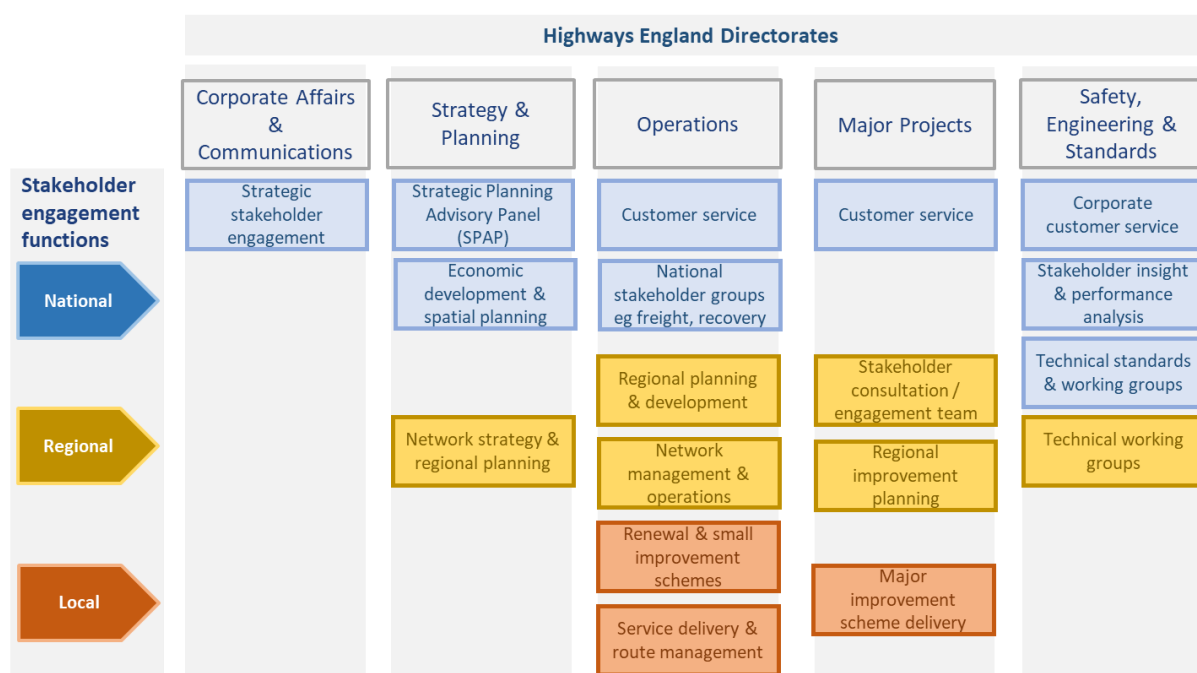 Highways England Directorates
Corporate Affairs
&
Communications
Strategy &
Planning
Operations
Major Projects
Safety,
Engineering &
Standards
Stakeholder
engagement
functions
Strategic
stakeholder
engagement
Strategic Planning
Advisory Panel
(SPAP)
Customer service
Customer service
Corporate
customer service
National
Economic
development &
spatial planning
National
stakeholder groups
eg freight, recovery
Stakeholder insight
& performance
analysis
Regional planning
& development
Stakeholder
consultation /
engagement team
Technical standards
& working groups
Regional
Network strategy &
regional planning
Network
management &
operations
Regional
improvement
planning
Technical working
groups
Local
Renewal & small
improvement
schemes
Major
improvement
scheme delivery
Service delivery &
route management